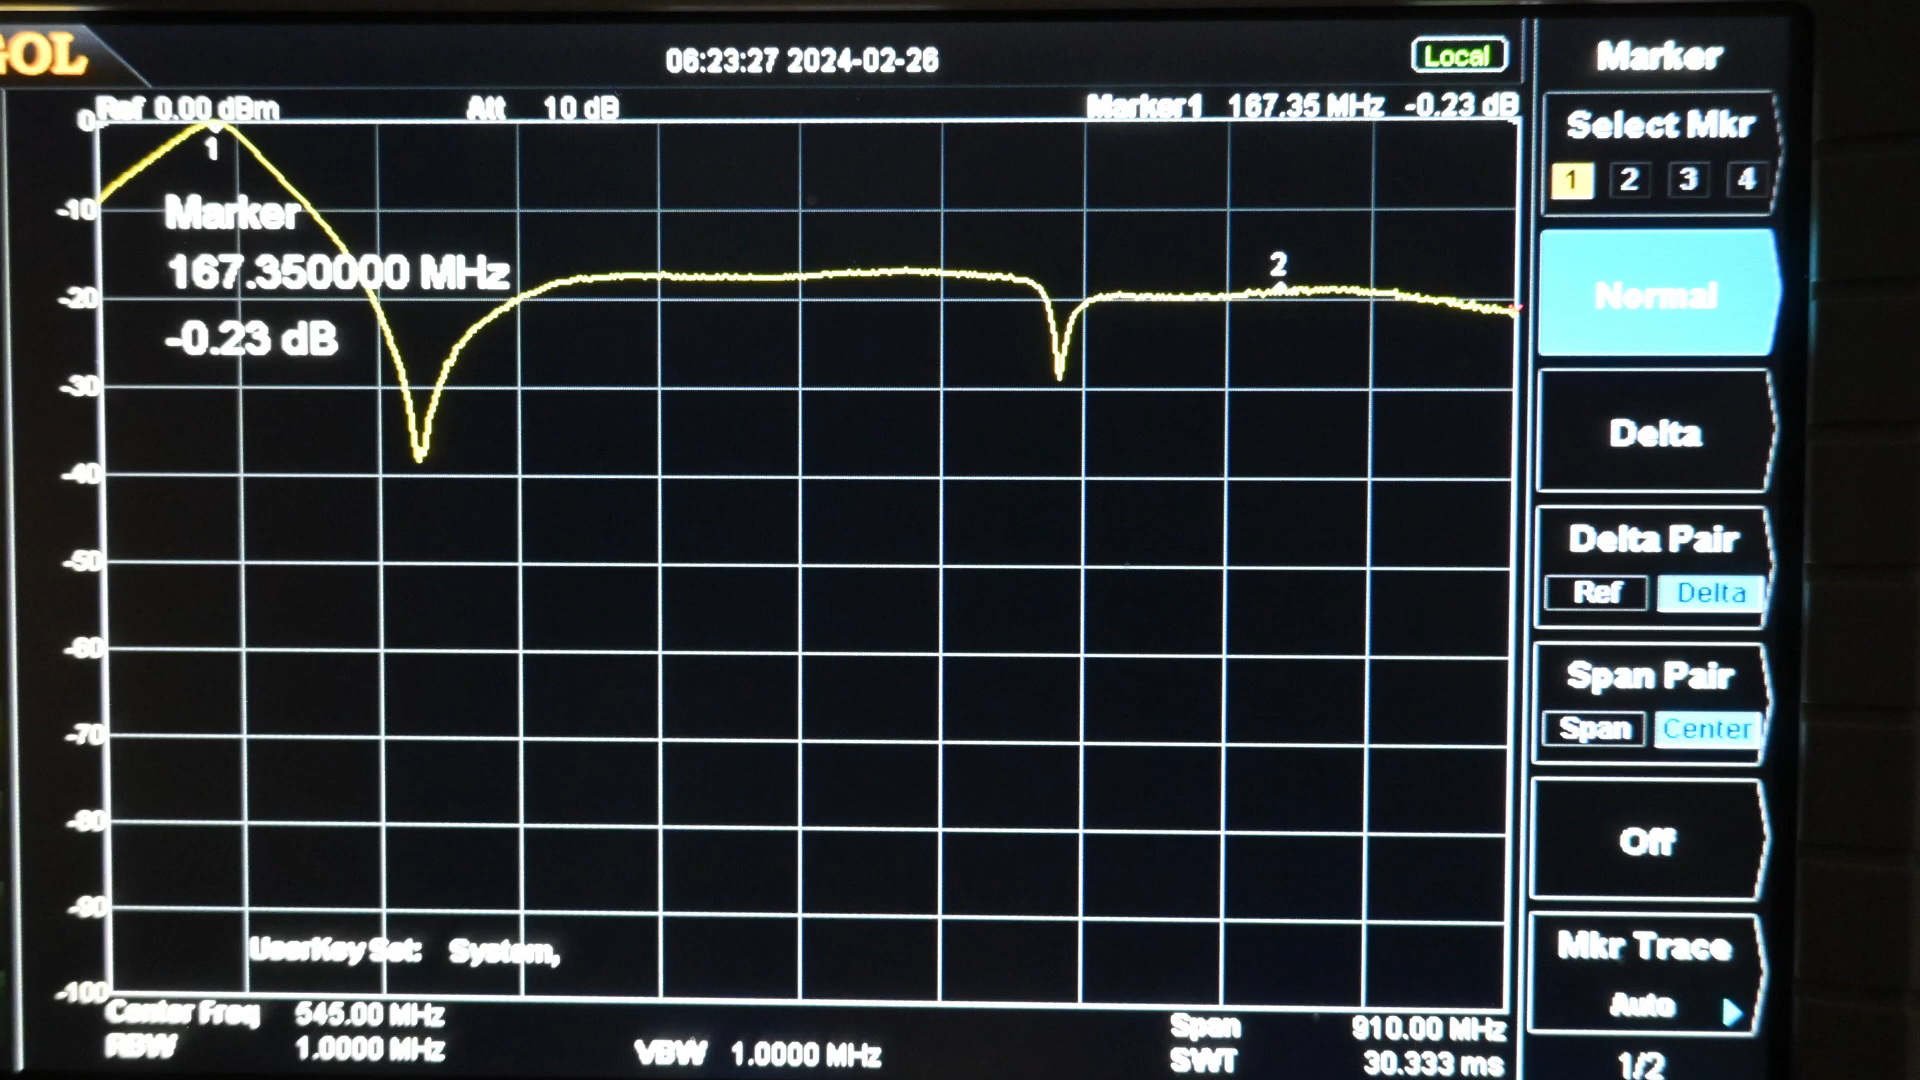 GOL
06:23:27 2024-02-26
Local
Marker
Ref 0.00 dBm Att 10 dB Marker1 167.35 MHz -0.23 dB
0
1
Select Mkr
1 2 3 4
-10
Marker
167.350000 MHz
2
-20
Normal
-0.23 dB
-30
Delta
-40
-50
Delta Pair
Ref Delta
-60
Span Pair
-70
Span Center
-80
Off
-90
UserKey Set: System,
Mkr Trace
-100
Auto
Center Freq 545.00 MHz Span 910.00 MHz
RBW 1.0000 MHz VBW 1.0000 MHz SWT 30.333 ms
1/2